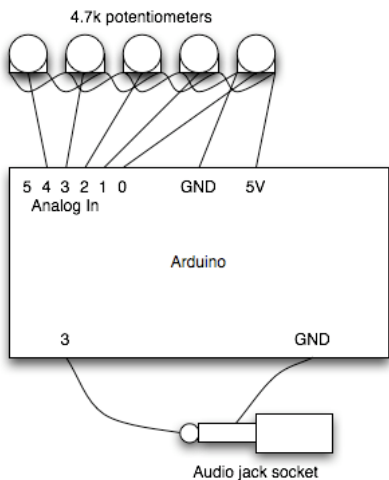 4.7k potentiometers
5 4 3 2 1 0 GND 5V
Analog In
Arduino
3 GND
Audio jack socket